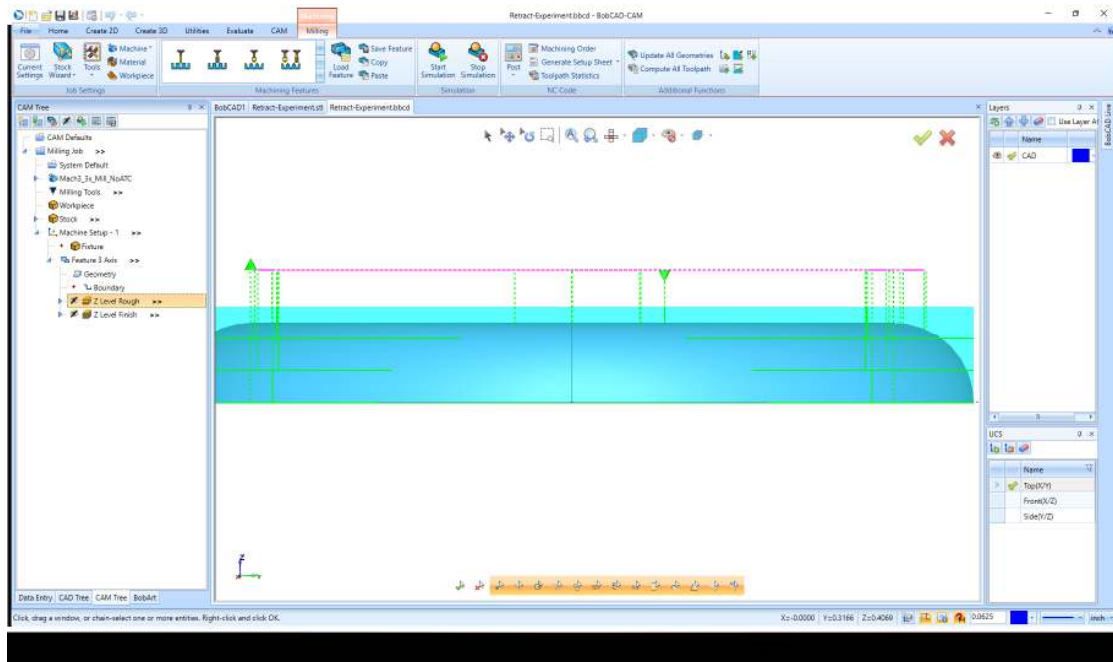 Machining
Retract-Experiment.bbcd - BobCAD-CAM
File Home Create 2D Create 3D Utilities Evaluate CAM Milling
Current Settings
Stock Wizard
Tools
Machine
Material
Workpiece
Load Feature
Save Feature
Copy
Paste
Start Simulation
Stop Simulation
Post
Machining Order
Generate Setup Sheet
Toolpath Statistics
Update All Geometries
Compute All Toolpath
Job Settings Machining Features Simulation NC Code Additional Functions
CAM Tree
BobCAD1 Retract-Experiment.stl Retract-Experiment.bbcd
CAM Defaults
Milling Job >>
System Default
Mach3_3x_Mill_NoATC
Milling Tools >>
Workpiece
Stock >>
Machine Setup - 1 >>
Fixture
Feature 3 Axis >>
Geometry
Boundary
Z Level Rough >>
Z Level Finish >>
Layers
Use Layer At
Name
CAD
BobCAD Live
UCS
Name
Top(X/Y)
Front(X/Z)
Side(Y/Z)
Z
Data Entry CAD Tree CAM Tree BobArt
Click, drag a window, or chain-select one or more entities. Right-click and click OK.
X=-0.0000 Y=0.3166 Z=0.4069 0.0625 inch